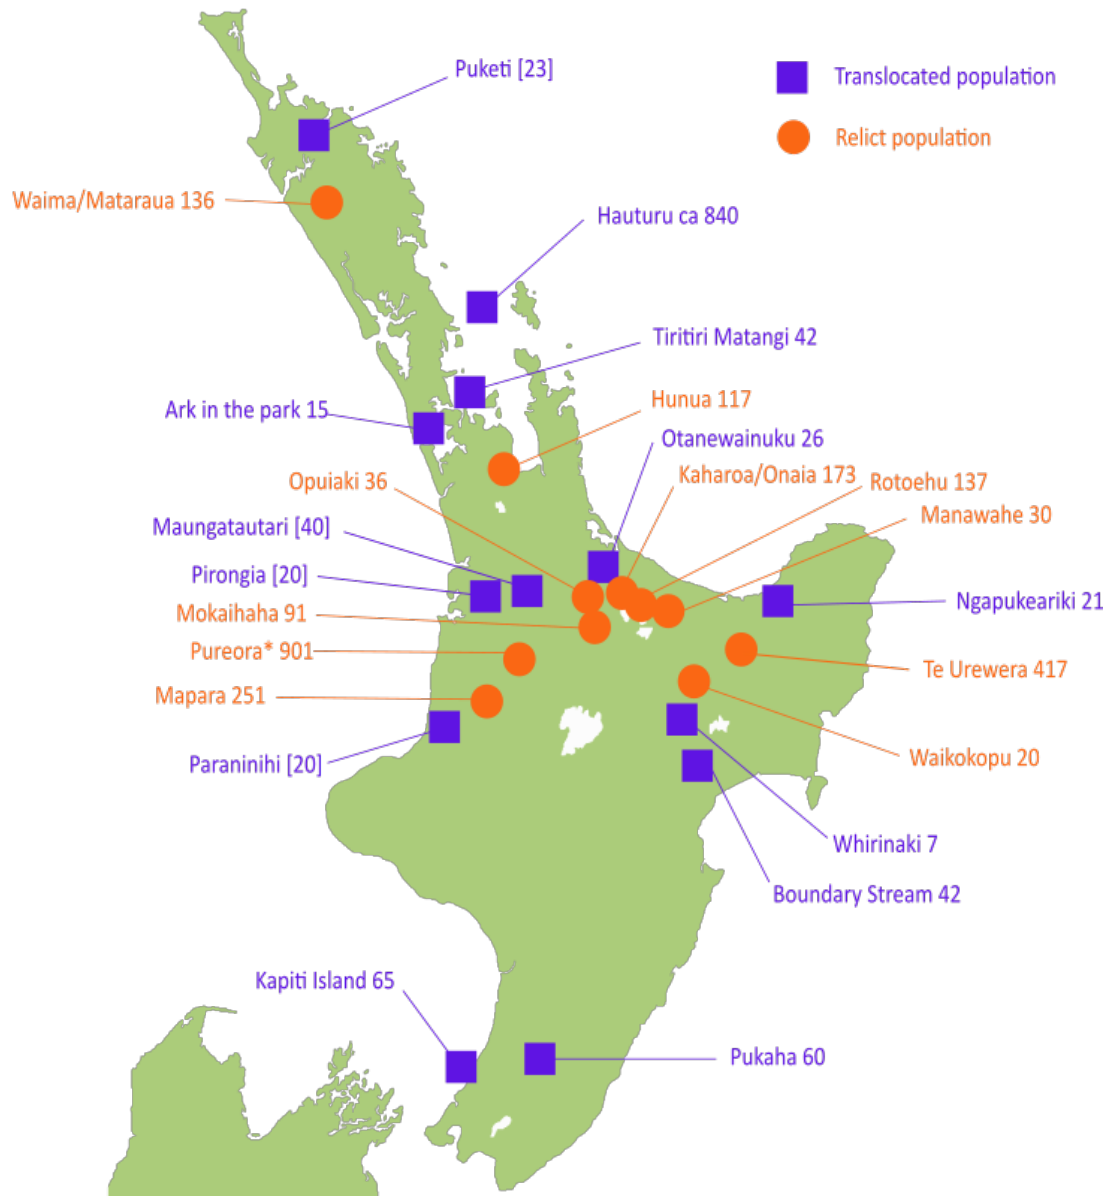 Puketi [23]
Translocated population
Relict population
Waima/Mataraua 136
Hauturu ca 840
Tiritiri Matangi 42
Hunua 117
Ark in the park 15
Otanewainuku 26
Kaharoa/Onaia 173
Opuiaki 36
Rotoehu 137
Manawahe 30
Maungatautari [40]
Pirongia [20]
Ngapukeariki 21
Mokaihaha 91
Pureora* 901
Te Urewera 417
Mapara 251
Waikokopu 20
Paraninihi [20]
Whirinaki 7
Boundary Stream 42
Kapiti Island 65
Pukaha 60